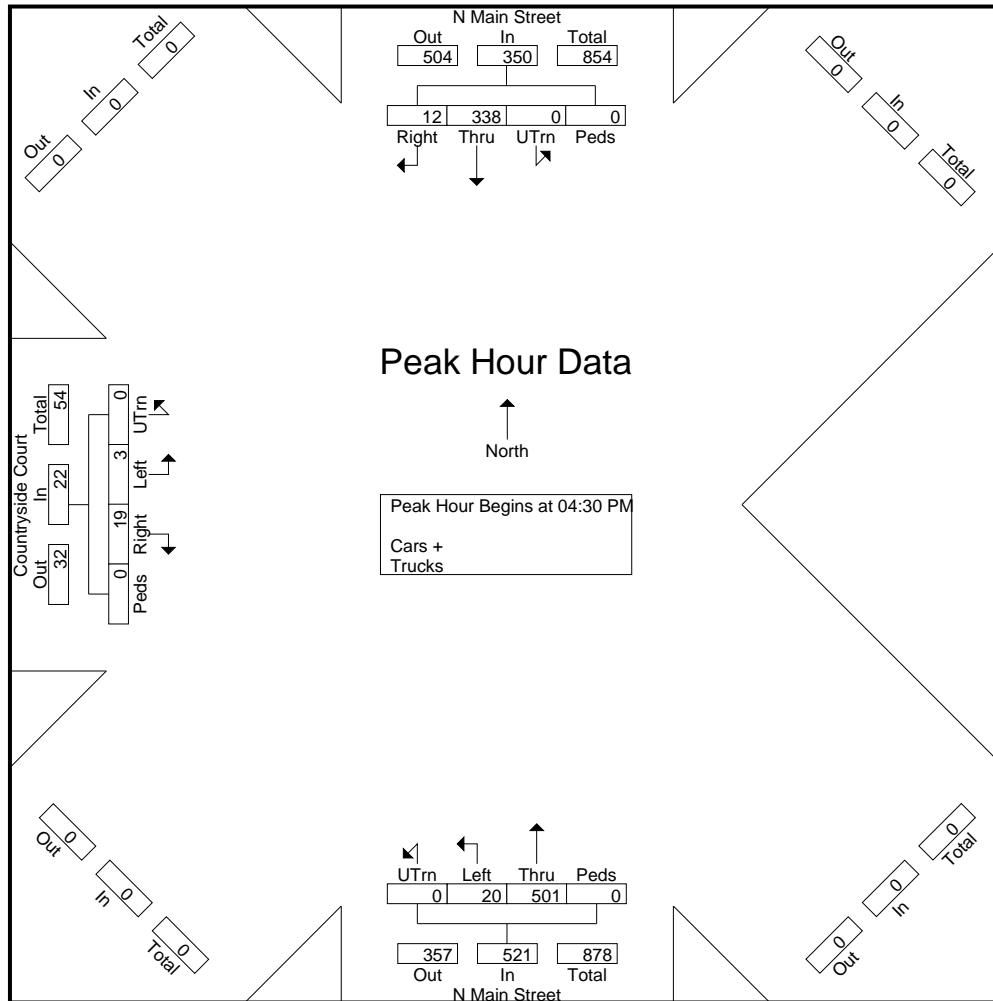 N Main Street
Out In Total
504 350 854
12 338 0 0
Right Thru UTrn Peds
Out In Total
0 0 0
Out In Total
0 0 0
Peak Hour Data
North
Peak Hour Begins at 04:30 PM
Cars +
Trucks
Countryside Court
Out In Total
32 22 54
0 19 3 0
Peds Right Left UTrn
0 0 0
Out In Total
0 0 0
Out In Total
UTrn Left Thru Peds
0 20 501 0
357 521 878
Out In Total
N Main Street